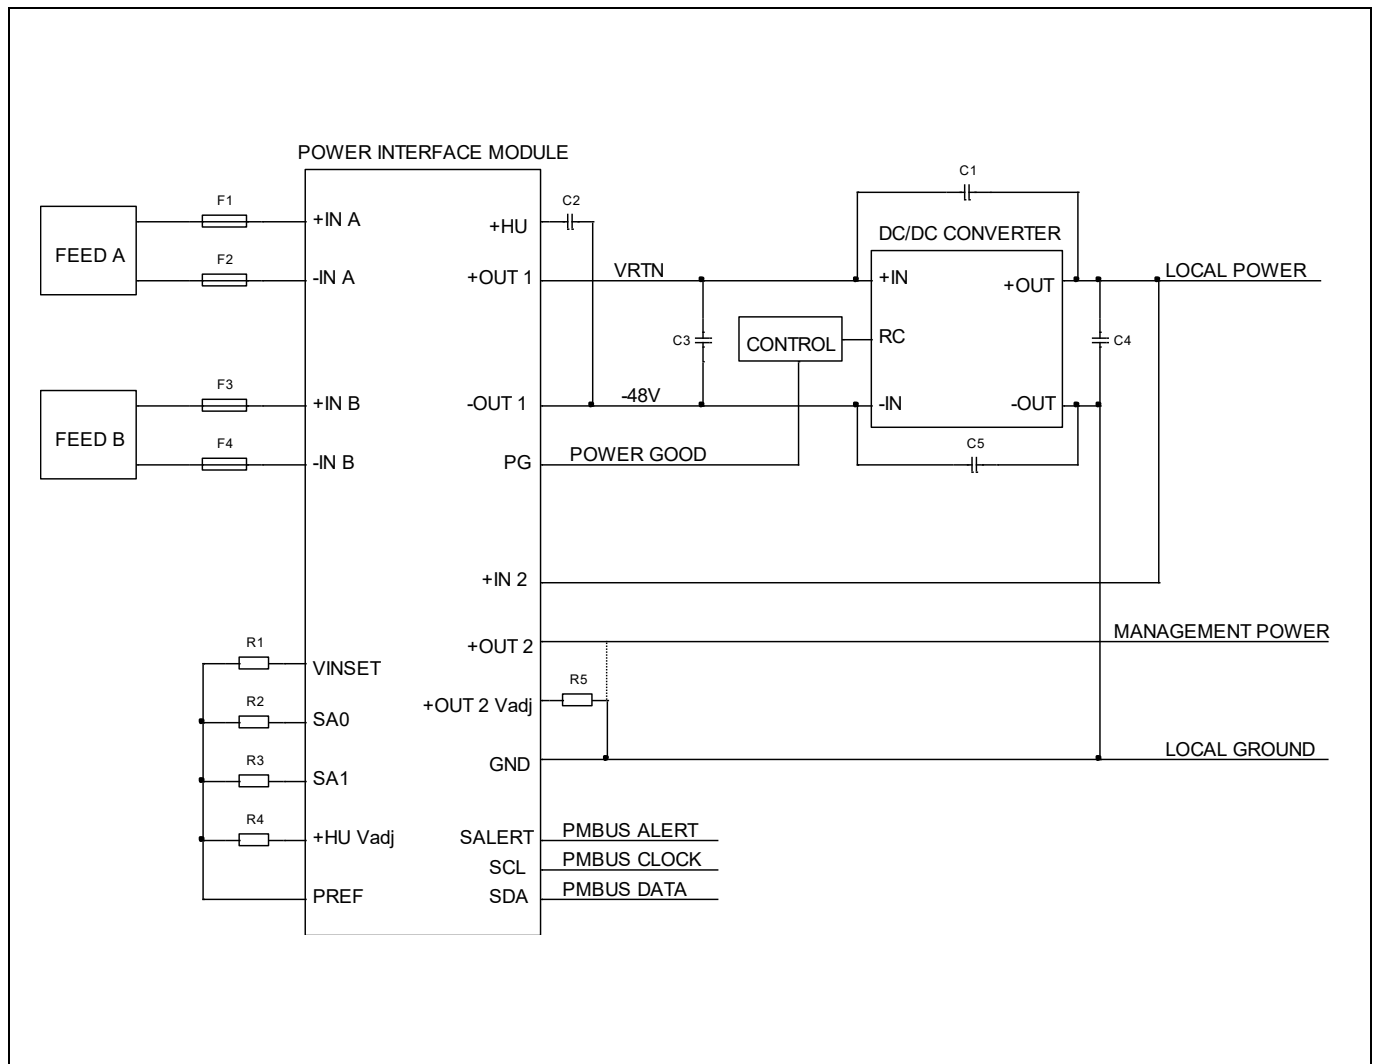 POWER INTERFACE MODULE
FEED A
F1
F2
+IN A
-IN A
FEED B
F3
F4
+IN B
-IN B
R1
VINSET
R2
SA0
R3
SA1
R4
+HU Vadj
PREF
+HU
C2
+OUT 1
VRTN
C3
-OUT 1
-48V
PG
POWER GOOD
CONTROL
C1
DC/DC CONVERTER
+IN
+OUT
RC
-IN
-OUT
C4
C5
LOCAL POWER
+IN 2
+OUT 2
MANAGEMENT POWER
+OUT 2 Vadj
R5
GND
LOCAL GROUND
SALERT
PMBUS ALERT
SCL
PMBUS CLOCK
SDA
PMBUS DATA